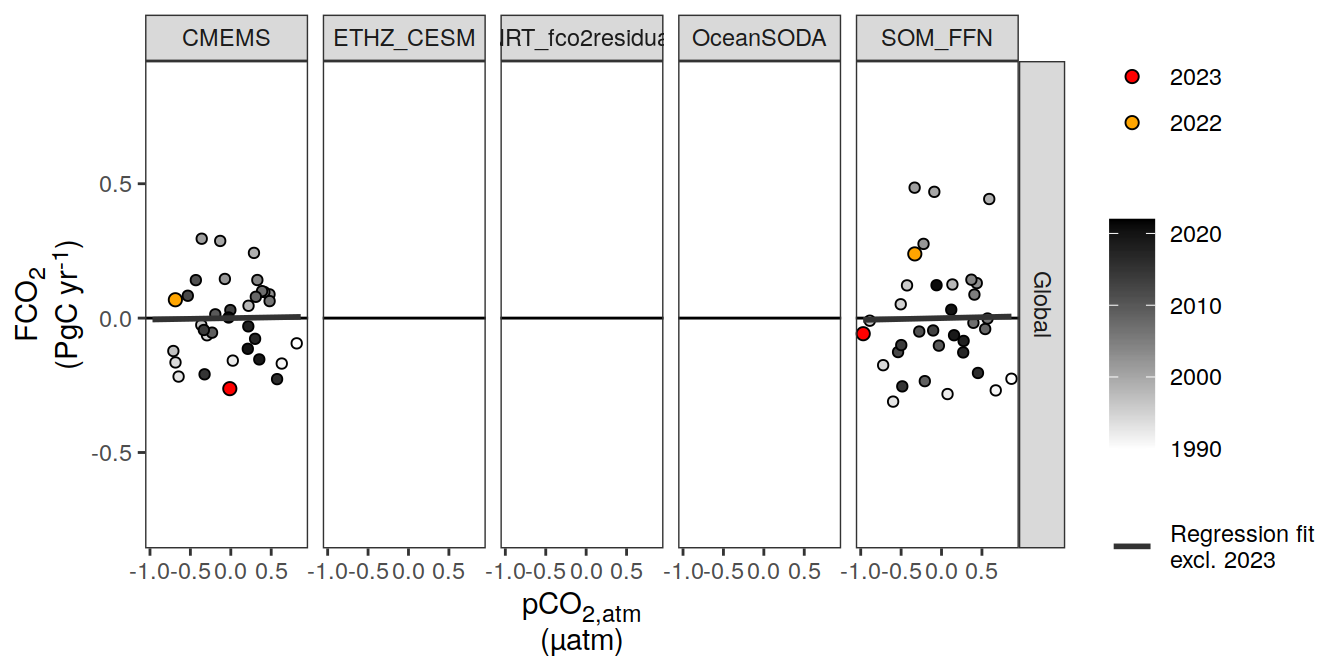 CMEMS ETHZ_CESM NRT_fco2residual OceanSODA SOM_FFN
2023
2022
FCO2
(PgC yr-1)
0.5
0.0
-0.5
Global
2020
2010
2000
1990
Regression fit
excl. 2023
-1.0 -0.5 0.0 0.5 -1.0 -0.5 0.0 0.5 -1.0 -0.5 0.0 0.5 -1.0 -0.5 0.0 0.5 -1.0 -0.5 0.0 0.5
pCO2,atm
(µatm)